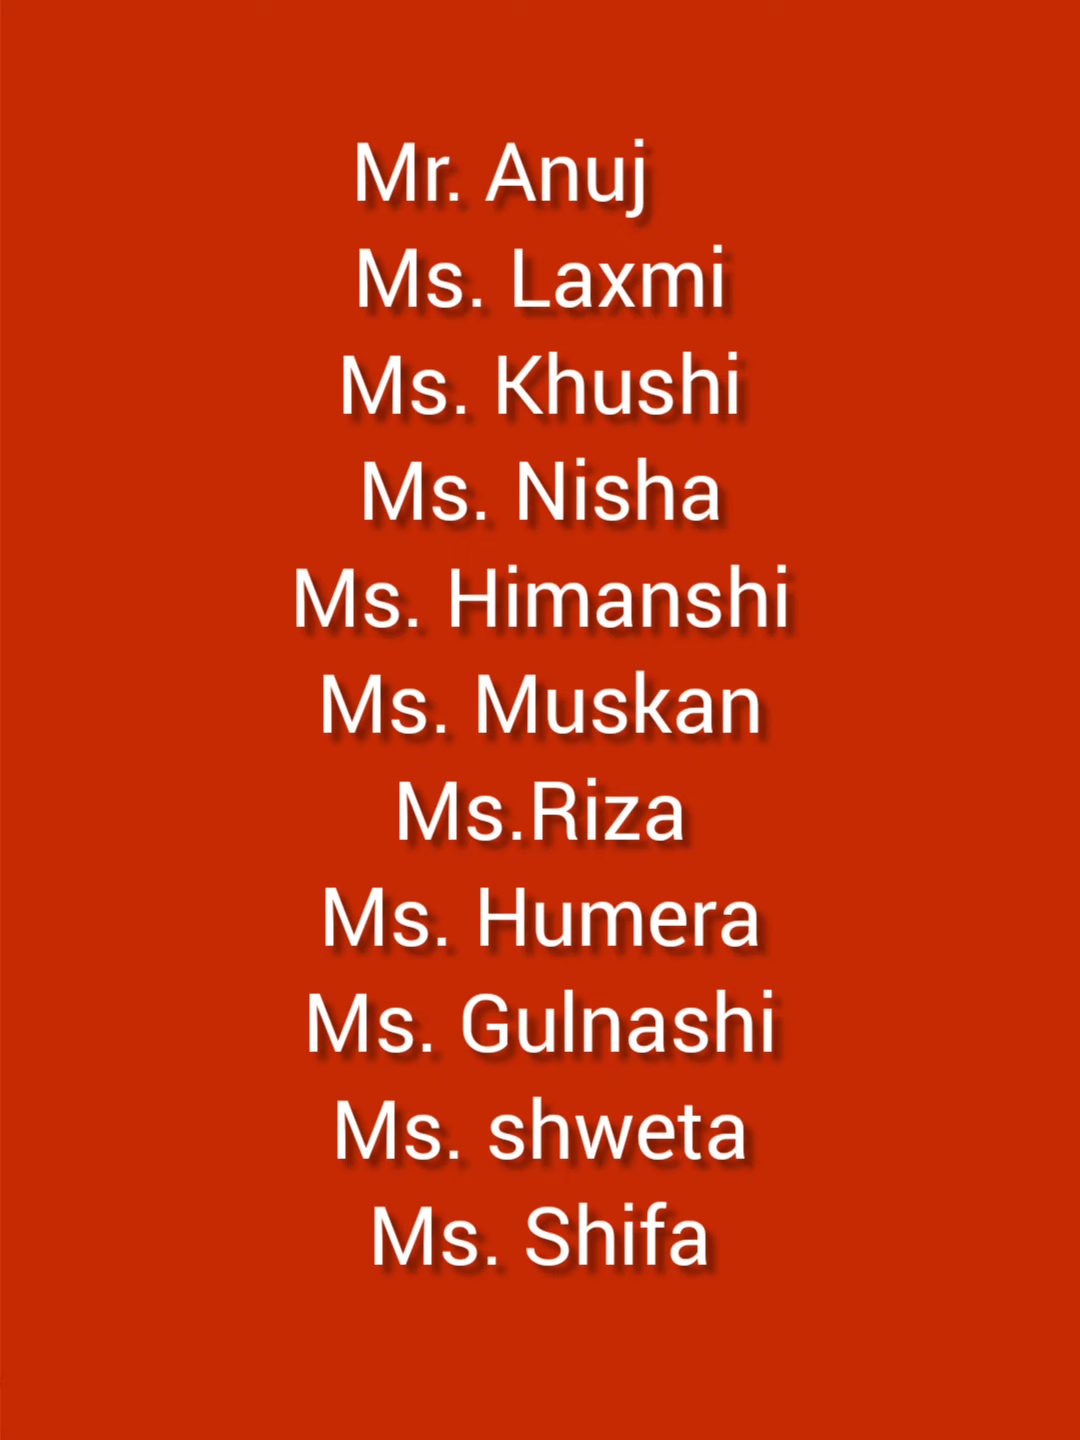 Mr. Anuj
Ms. Laxmi
Ms. Khushi
Ms. Nisha
Ms. Himanshi
Ms. Muskan
Ms.Riza
Ms. Humera
Ms. Gulnashi
Ms. shweta
Ms. Shifa